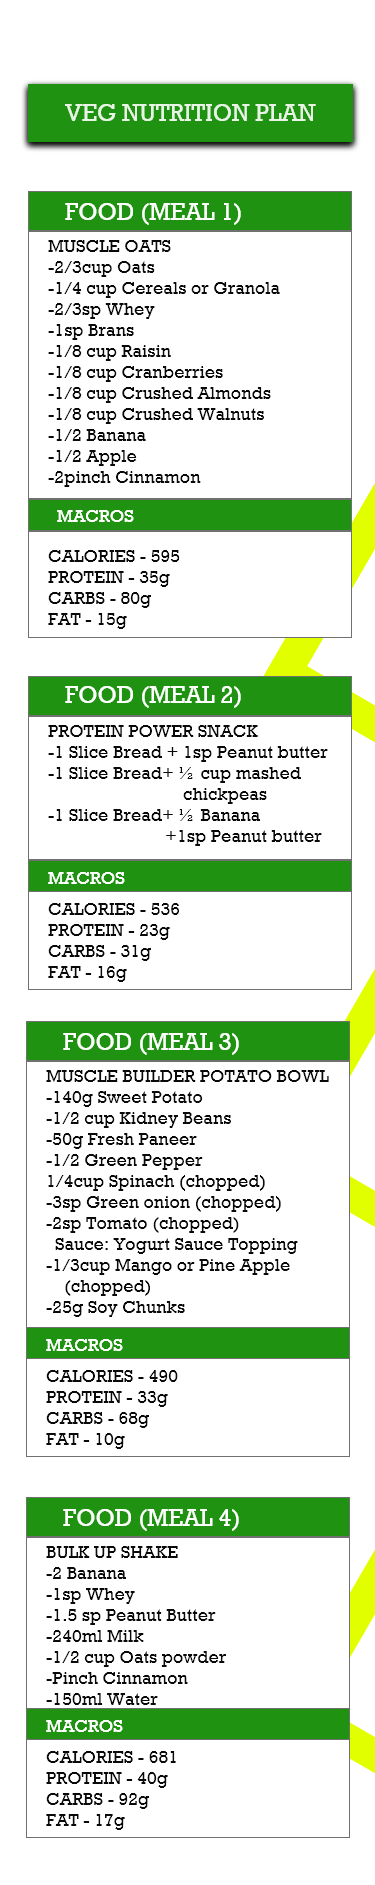 VEG NUTRITION PLAN
FOOD (MEAL 1)
MUSCLE OATS
-2/3cup Oats
-1/4 cup Cereals or Granola
-2/3sp Whey
-1sp Brans
-1/8 cup Raisin
-1/8 cup Cranberries
-1/8 cup Crushed Almonds
-1/8 cup Crushed Walnuts
-1/2 Banana
-1/2 Apple
-2pinch Cinnamon
MACROS
CALORIES - 595
PROTEIN - 35g
CARBS - 80g
FAT - 15g
FOOD (MEAL 2)
PROTEIN POWER SNACK
-1 Slice Bread + 1sp Peanut butter
-1 Slice Bread+ ½ cup mashed
chickpeas
-1 Slice Bread+ ½ Banana
+1sp Peanut butter
MACROS
CALORIES - 536
PROTEIN - 23g
CARBS - 31g
FAT - 16g
FOOD (MEAL 3)
MUSCLE BUILDER POTATO BOWL
-140g Sweet Potato
-1/2 cup Kidney Beans
-50g Fresh Paneer
-1/2 Green Pepper
1/4cup Spinach (chopped)
-3sp Green onion (chopped)
-2sp Tomato (chopped)
Sauce: Yogurt Sauce Topping
-1/3cup Mango or Pine Apple
(chopped)
-25g Soy Chunks
MACROS
CALORIES - 490
PROTEIN - 33g
CARBS - 68g
FAT - 10g
FOOD (MEAL 4)
BULK UP SHAKE
-2 Banana
-1sp Whey
-1.5 sp Peanut Butter
-240ml Milk
-1/2 cup Oats powder
-Pinch Cinnamon
-150ml Water
MACROS
CALORIES - 681
PROTEIN - 40g
CARBS - 92g
FAT - 17g